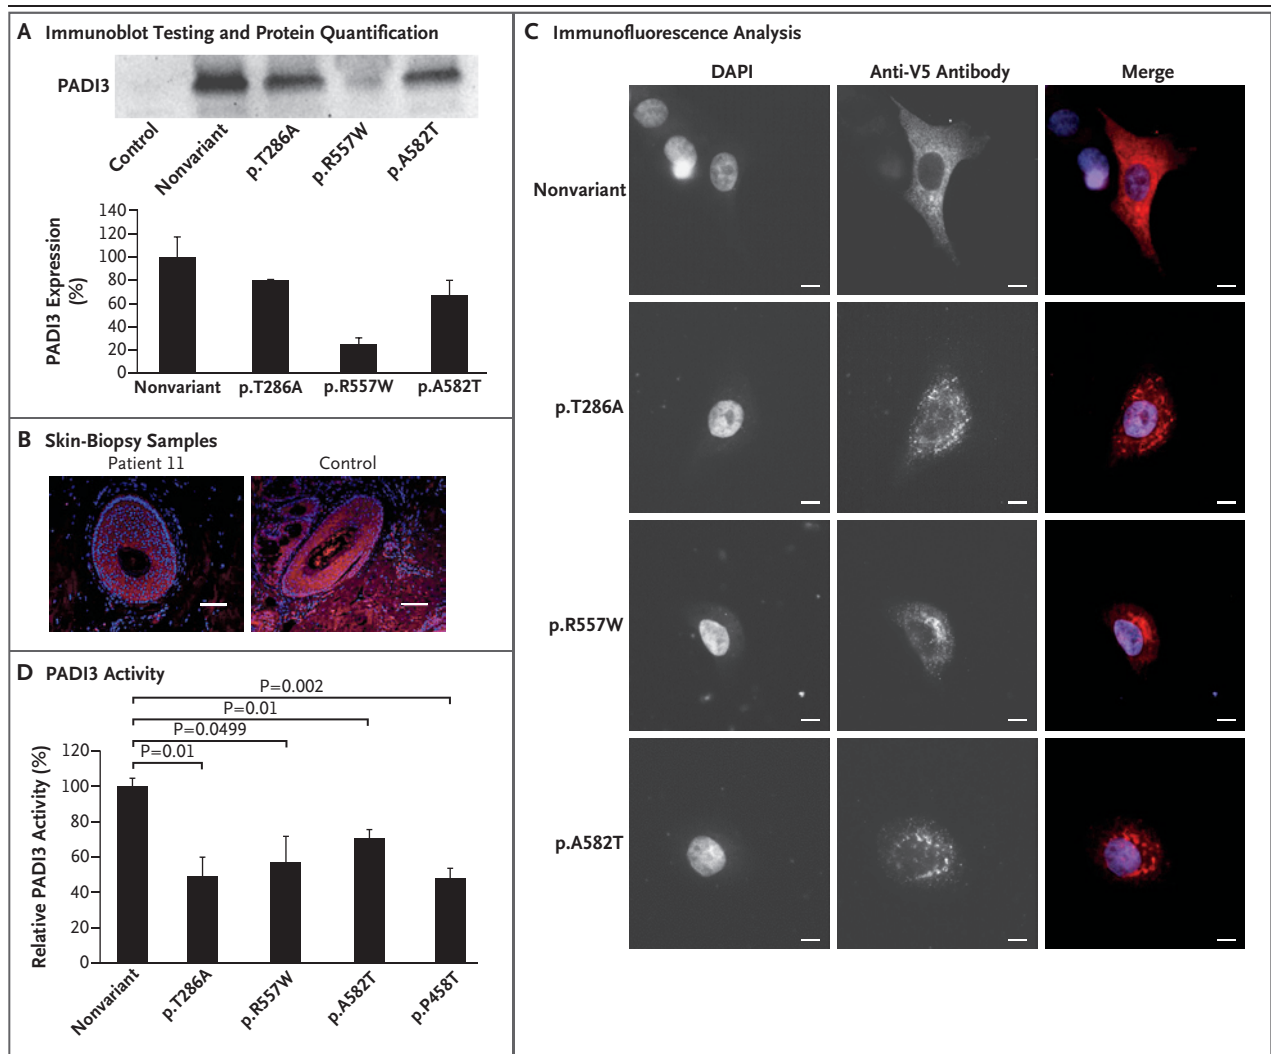 A Immunoblot Testing and Protein Quantification
PADI3
Control
Nonvariant
p.T286A
p.R557W
p.A582T
PADI3 Expression
(%)
140
120
100
80
60
40
20
0
Nonvariant p.T286A p.R557W p.A582T
B Skin-Biopsy Samples
Patient 11 Control
D PADI3 Activity
P=0.002
P=0.01
P=0.0499
P=0.01
Relative PADI3 Activity (%)
120
100
80
60
40
20
0
Nonvariant
p.T286A
p.R557W
p.A582T
p.P458T
C Immunofluorescence Analysis
DAPI Anti-V5 Antibody Merge
Nonvariant
p.T286A
p.R557W
p.A582T